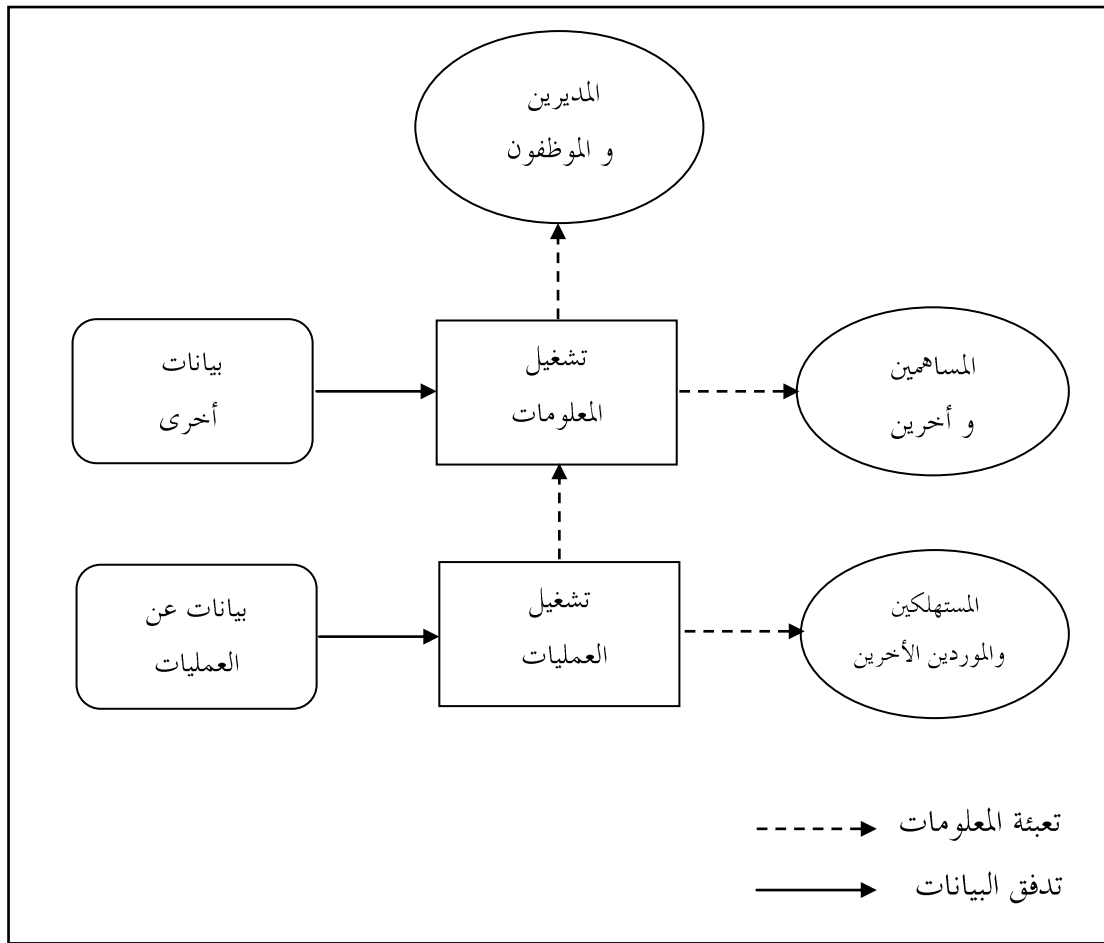 المديرين
و الموظفون
بيانات
أخرى
تشغيل
المعلومات
المساهمين
و أخرين
بيانات عن
العمليات
تشغيل
العمليات
المستهلكين
والموردين الأخرين
تعبئة المعلومات
تدفق البيانات